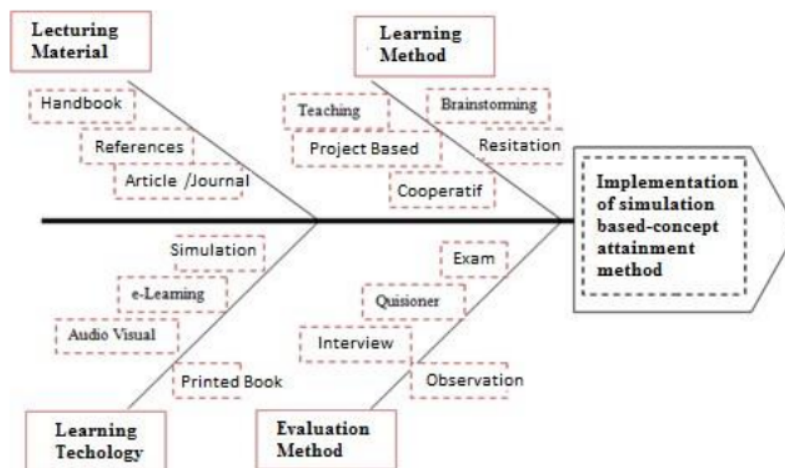 Lecturing
Material
Learning
Method
Handbook
References
Article /Journal
Teaching
Brainstorming
Project Based
Resitation
Cooperatif
Implementation
of simulation
based-concept
attainment
method
Simulation
e-Learning
Audio Visual
Printed Book
Exam
Quisioner
Interview
Observation
Learning
Techology
Evaluation
Method